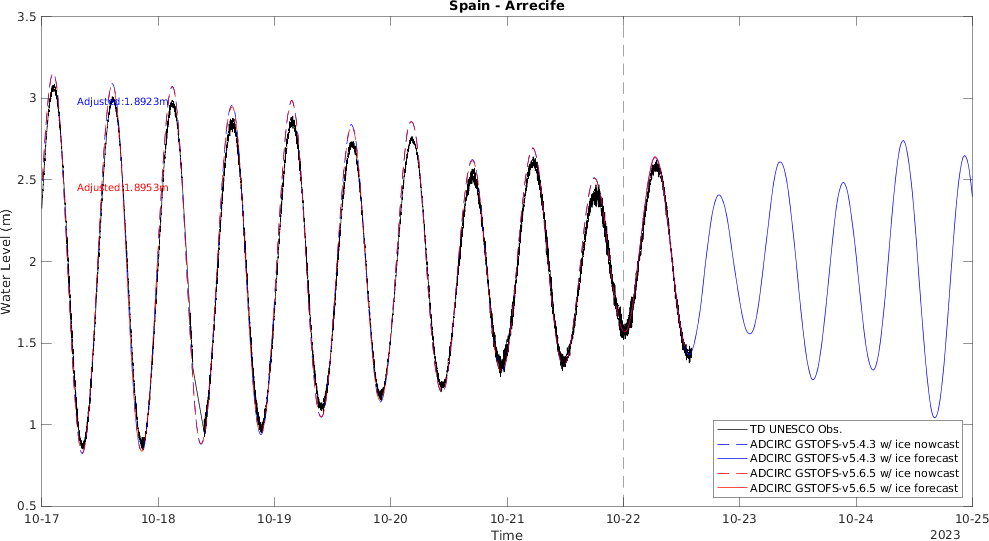 Spain - Arrecife
3.5
3
2.5
2
1.5
1
0.5
Water Level (m)
Adjusted:1.8923m
Adjusted:1.8953m
TD UNESCO Obs.
ADCIRC GSTOFS-v5.4.3 w/ ice nowcast
ADCIRC GSTOFS-v5.4.3 w/ ice forecast
ADCIRC GSTOFS-v5.6.5 w/ ice nowcast
ADCIRC GSTOFS-v5.6.5 w/ ice forecast
10-17 10-18 10-19 10-20 10-21 10-22 10-23 10-24 10-25
Time
2023